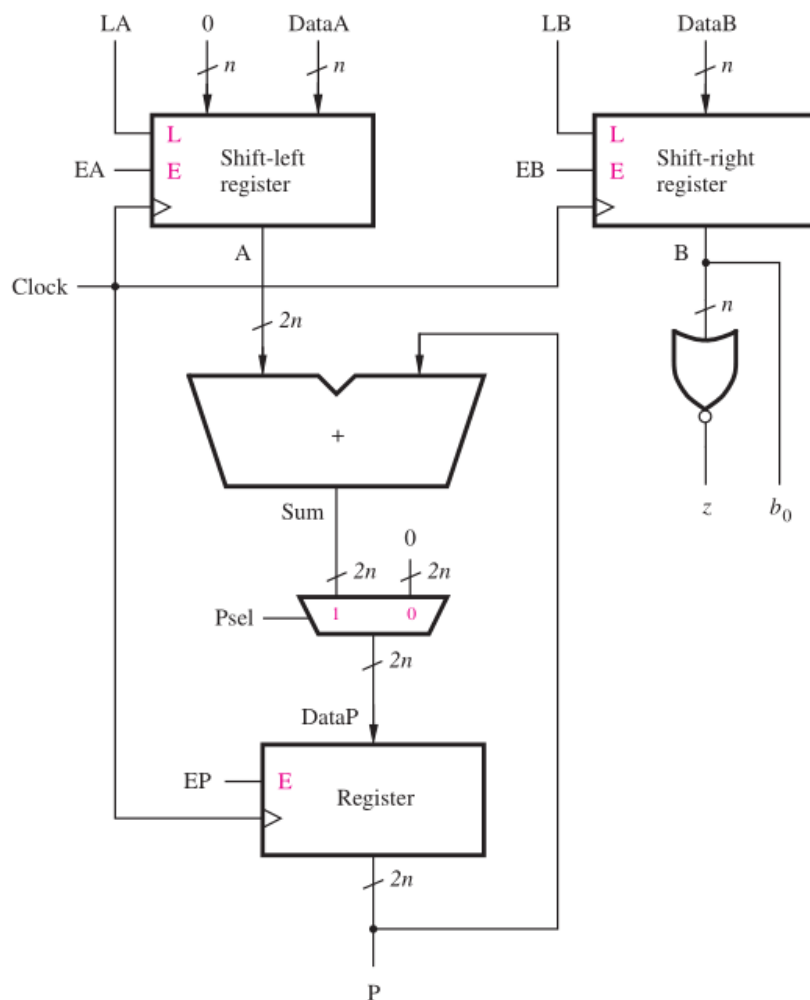 LA 0 DataA LB DataB
n n n
L L
Shift-left Shift-right
EA E register EB E register
A B
Clock
2n n
+
Sum z b0
0
2n 2n
Psel 1 0
2n
DataP
EP E Register
2n
P